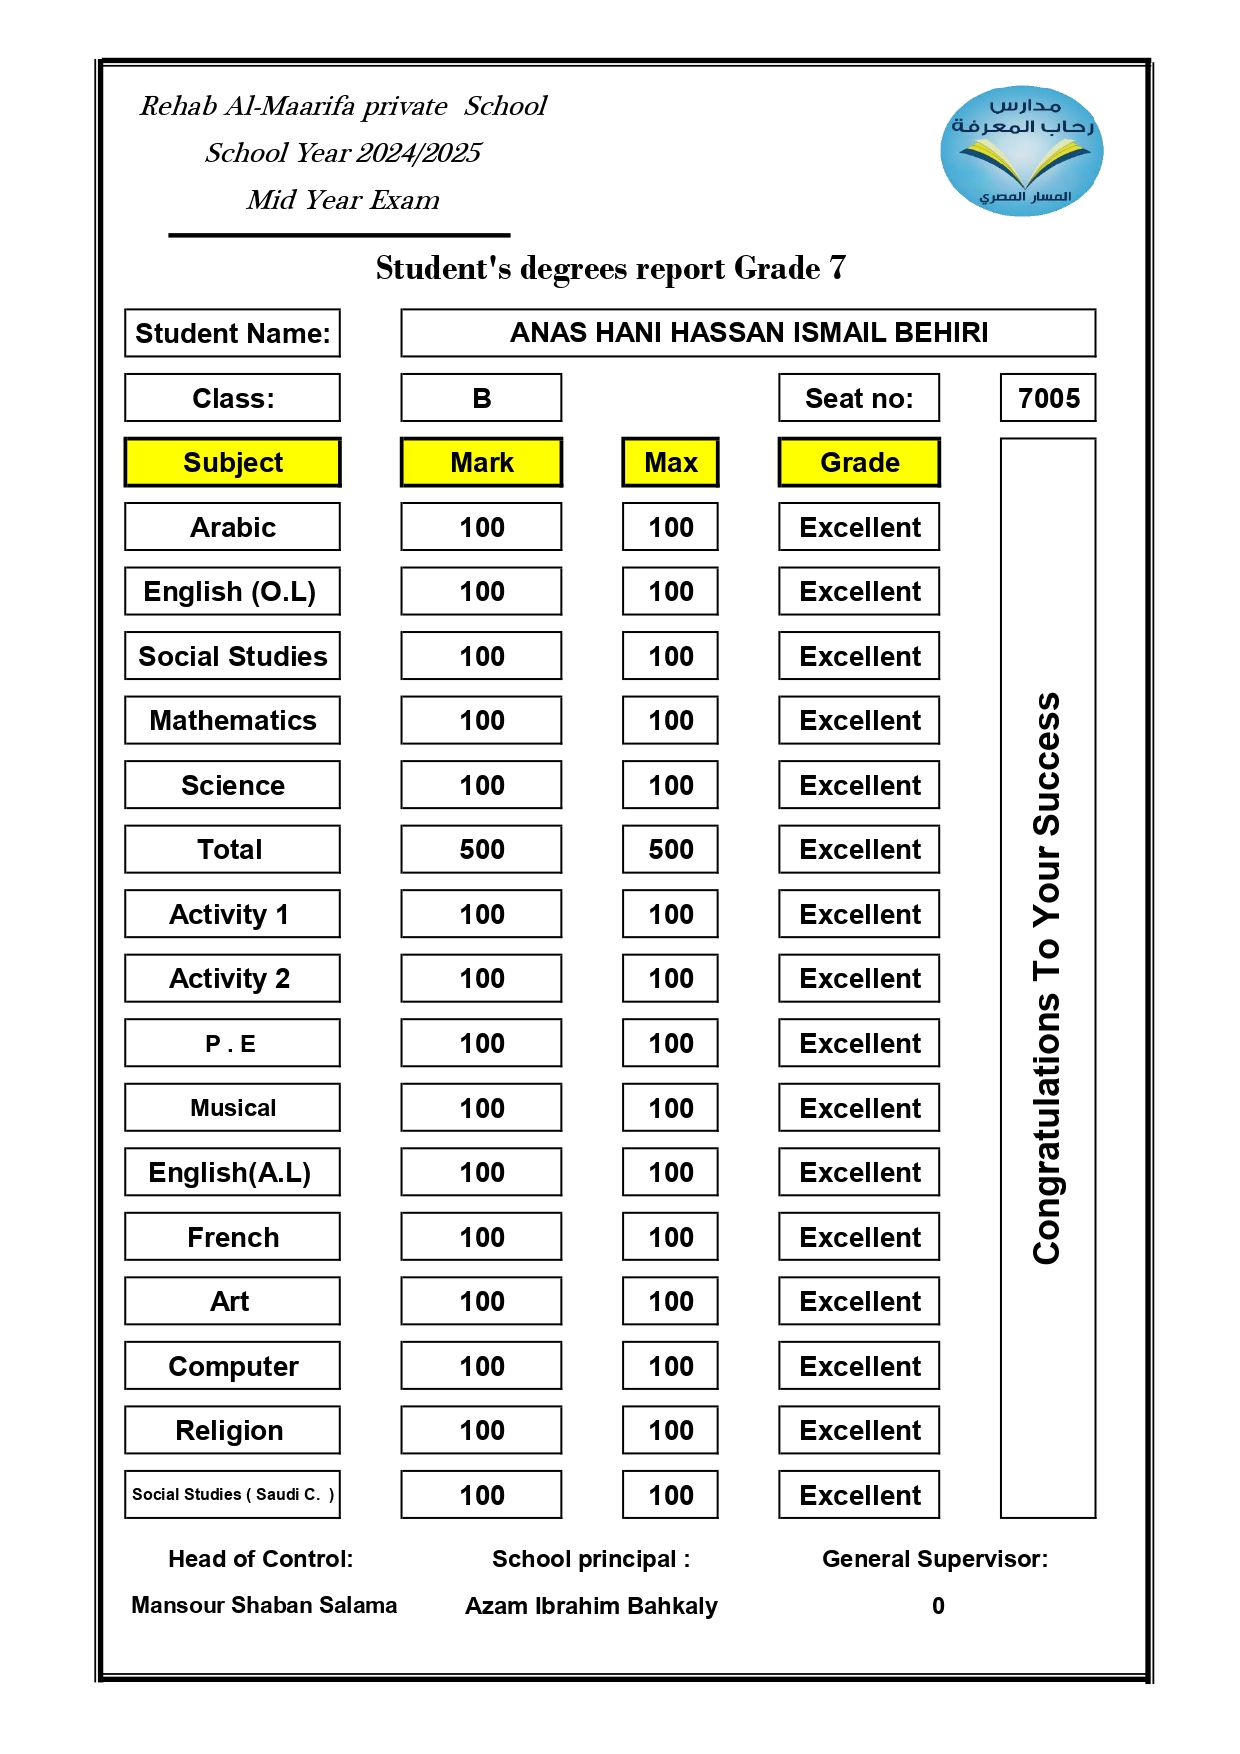 Rehab Al-Maarifa private School
School Year 2024/2025
Mid Year Exam
مدارس
رحاب المعرفة
المسار المصري
Student's degrees report Grade 7
Student Name: ANAS HANI HASSAN ISMAIL BEHIRI
Class: B Seat no: 7005
Subject Mark Max Grade
Arabic 100 100 Excellent
English (O.L) 100 100 Excellent
Social Studies 100 100 Excellent
Mathematics 100 100 Excellent
Science 100 100 Excellent
Total 500 500 Excellent
Activity 1 100 100 Excellent
Activity 2 100 100 Excellent
P . E 100 100 Excellent
Musical 100 100 Excellent
English(A.L) 100 100 Excellent
French 100 100 Excellent
Art 100 100 Excellent
Computer 100 100 Excellent
Religion 100 100 Excellent
Social Studies ( Saudi C. ) 100 100 Excellent
Congratulations To Your Success
Head of Control: School principal : General Supervisor:
Mansour Shaban Salama Azam Ibrahim Bahkaly 0